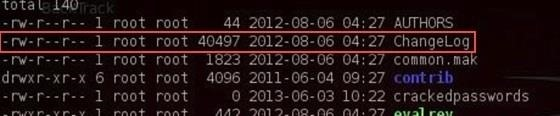 total 140
-rw-r--r-- 1 root root 44 2012-08-06 04:27 AUTHORS
-rw-r--r-- 1 root root 40497 2012-08-06 04:27 ChangeLog
-rw-r--r-- 1 root root 1823 2012-08-06 04:27 common.mak
drwxr-xr-x 6 root root 4096 2011-06-04 09:27 contrib
-rw-r--r-- 1 root root 0 2013-06-03 10:22 crackedpasswords
-rw-r--r-- 1 root root 442 2012-08-06 04:27 evalrev